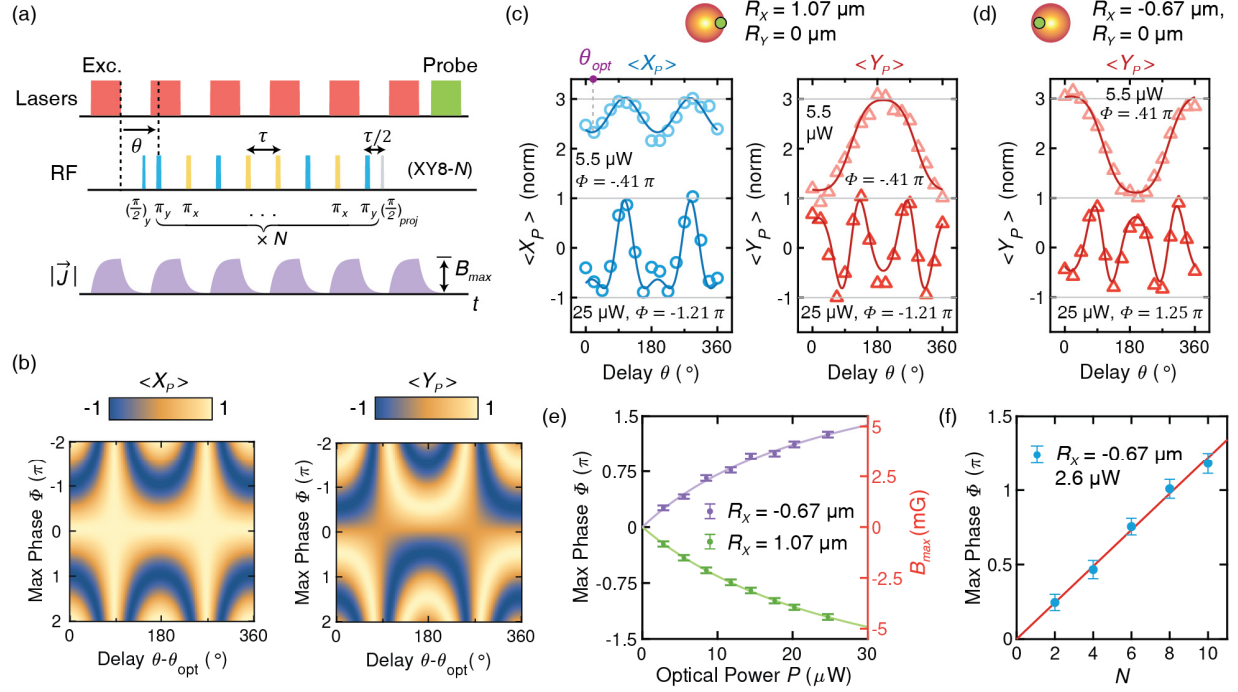 (a)
Exc.
Probe
Lasers
θ
τ
τ/2
RF
(XY8-N)
(π/2)y πy πx . . . πx πy (π/2)proj
× N
|J⃗|
Bmax
t
(b)
<XP>
-1 1
<YP>
-1 1
Max Phase Φ (π)
-2
-1
0
1
2
0 180 360
Delay θ-θopt (°)
Max Phase Φ (π)
-2
-1
0
1
2
0 180 360
Delay θ-θopt (°)
(c)
RX = 1.07 µm
RY = 0 µm
θopt
<XP>
<XP> (norm)
3
2
1
0
-1
5.5 µW
Φ = -.41 π
25 µW, Φ = -1.21 π
0 180 360
Delay θ (°)
<YP>
<YP> (norm)
3
2
1
0
-1
5.5
µW
Φ = -.41 π
25 µW, Φ = -1.21 π
0 180 360
Delay θ (°)
(d)
RX = -0.67 µm,
RY = 0 µm
<YP>
<YP> (norm)
3
2
1
0
-1
5.5 µW
Φ = .41 π
25 µW, Φ = 1.25 π
0 180 360
Delay θ (°)
(e)
Max Phase Φ (π)
1.5
0.75
0
-0.75
-1.5
RX = -0.67 µm
RX = 1.07 µm
5
2.5
0
-2.5
-5
Bmax (mG)
0 10 20 30
Optical Power P (µW)
(f)
Max Phase Φ (π)
1.5
1
0.5
0
RX = -0.67 µm
2.6 µW
0 2 4 6 8 10
N